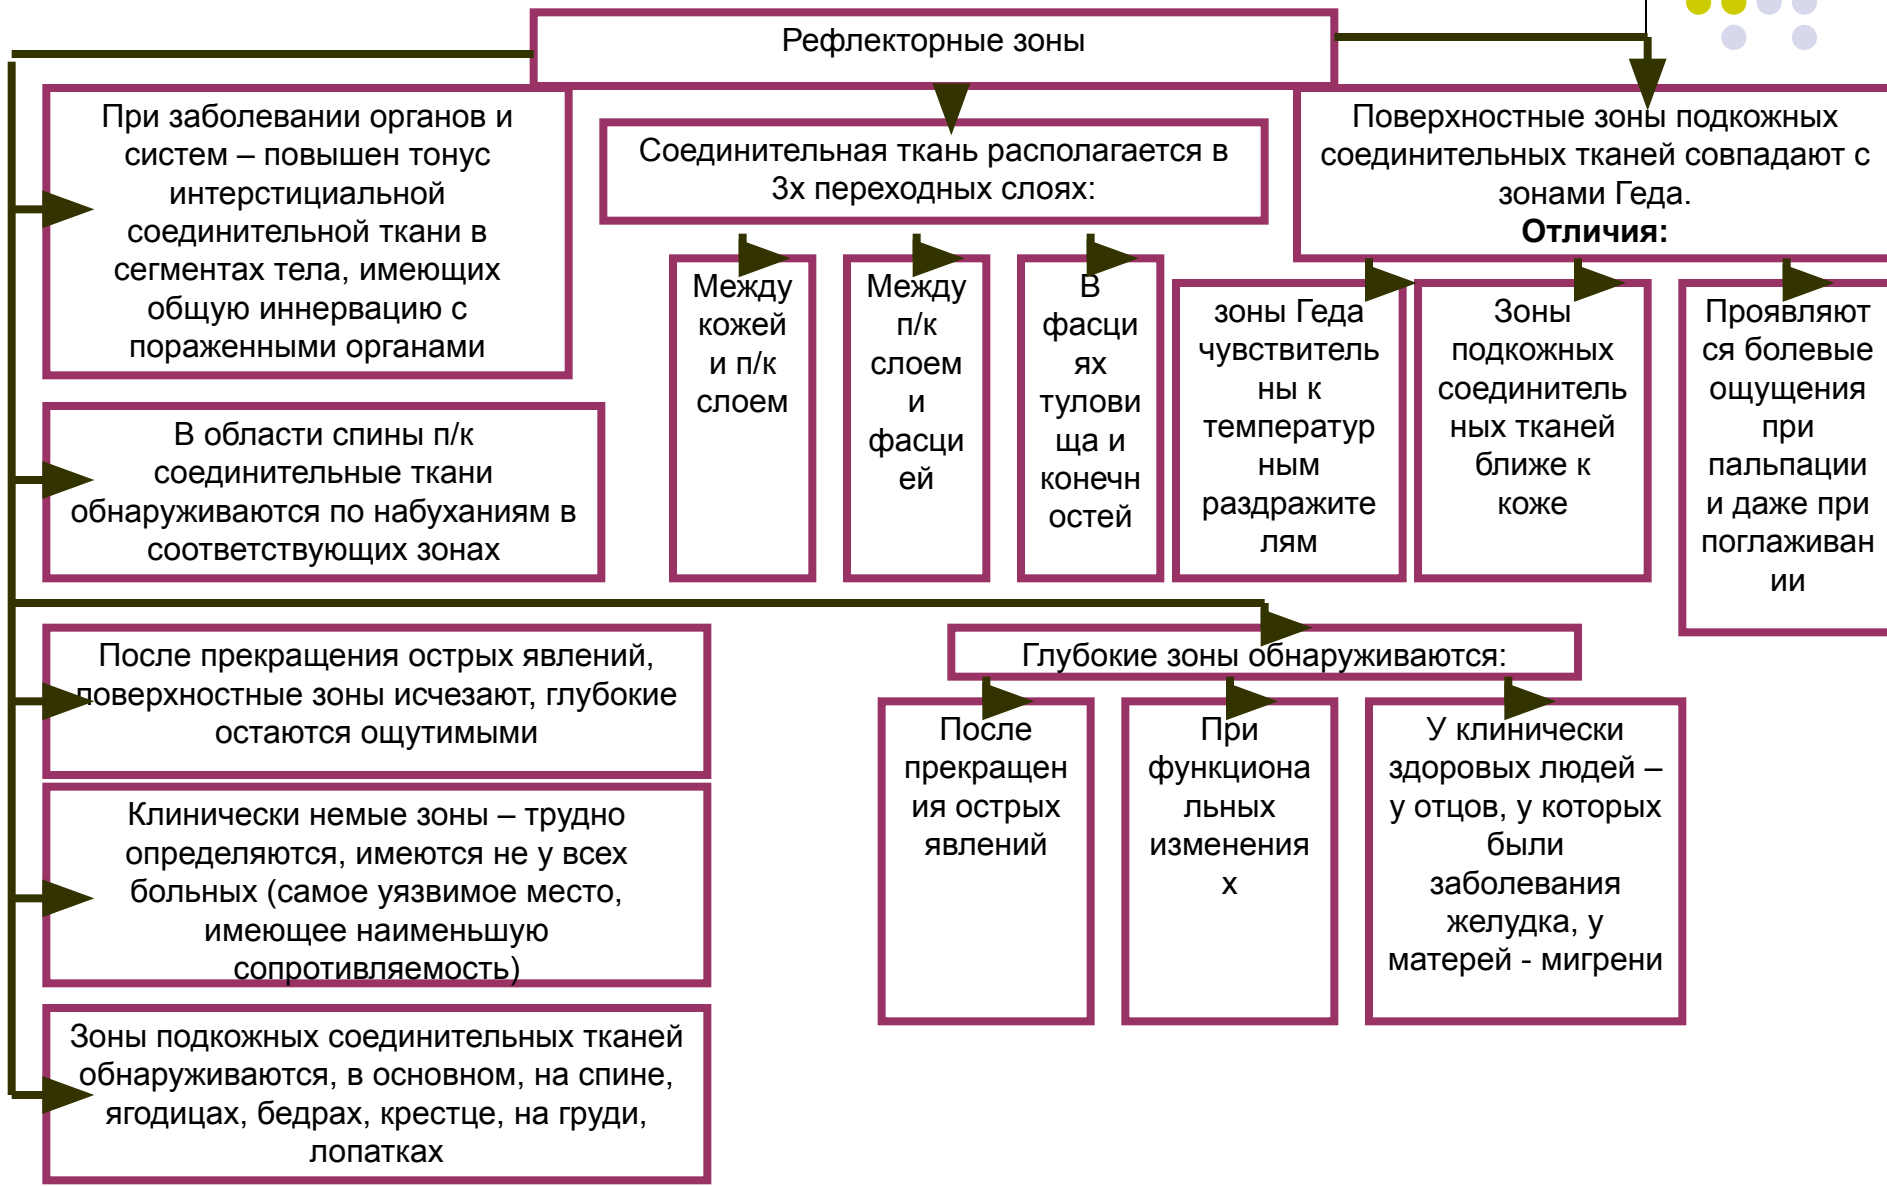 Рефлекторные зоны
При заболевании органов и
систем – повышен тонус
интерстициальной
соединительной ткани в
сегментах тела, имеющих
общую иннервацию с
пораженными органами
Соединительная ткань располагается в
3х переходных слоях:
Поверхностные зоны подкожных
соединительных тканей совпадают с
зонами Геда.
Отличия:
Между
кожей
и п/к
слоем
Между
п/к
слоем
и
фасци
ей
В
фасци
ях
тулови
ща и
конечн
остей
зоны Геда
чувствитель
ны к
температур
ным
раздражите
лям
Зоны
подкожных
соединитель
ных тканей
ближе к
коже
Проявляют
ся болевые
ощущения
при
пальпации
и даже при
поглаживан
ии
В области спины п/к
соединительные ткани
обнаруживаются по набуханиям в
соответствующих зонах
После прекращения острых явлений,
поверхностные зоны исчезают, глубокие
остаются ощутимыми
Глубокие зоны обнаруживаются:
После
прекращен
ия острых
явлений
При
функциона
льных
изменения
х
У клинически
здоровых людей –
у отцов, у которых
были
заболевания
желудка, у
матерей - мигрени
Клинически немые зоны – трудно
определяются, имеются не у всех
больных (самое уязвимое место,
имеющее наименьшую
сопротивляемость)
Зоны подкожных соединительных тканей
обнаруживаются, в основном, на спине,
ягодицах, бедрах, крестце, на груди,
лопатках